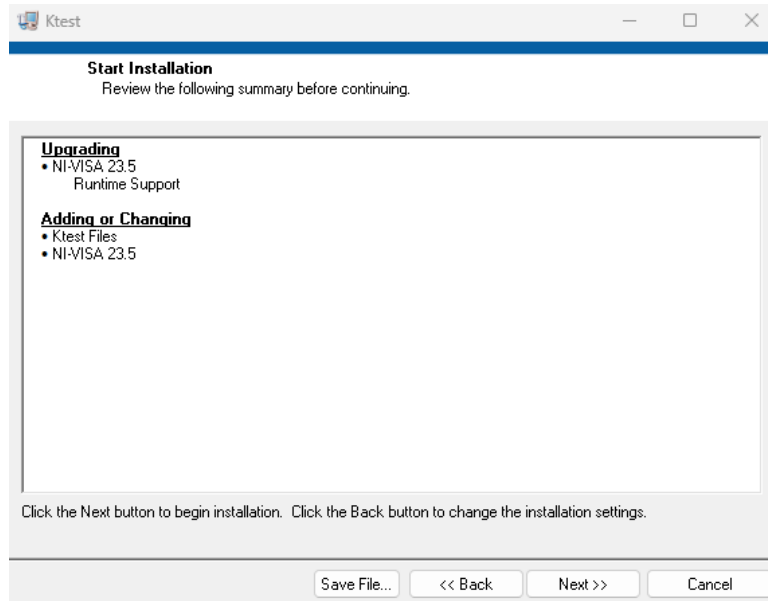 Ktest
Start Installation
Review the following summary before continuing.
Upgrading
• NI-VISA 23.5
Runtime Support
Adding or Changing
• Ktest Files
• NI-VISA 23.5
Click the Next button to begin installation.  Click the Back button to change the installation settings.
Save File...
<< Back
Next >>
Cancel